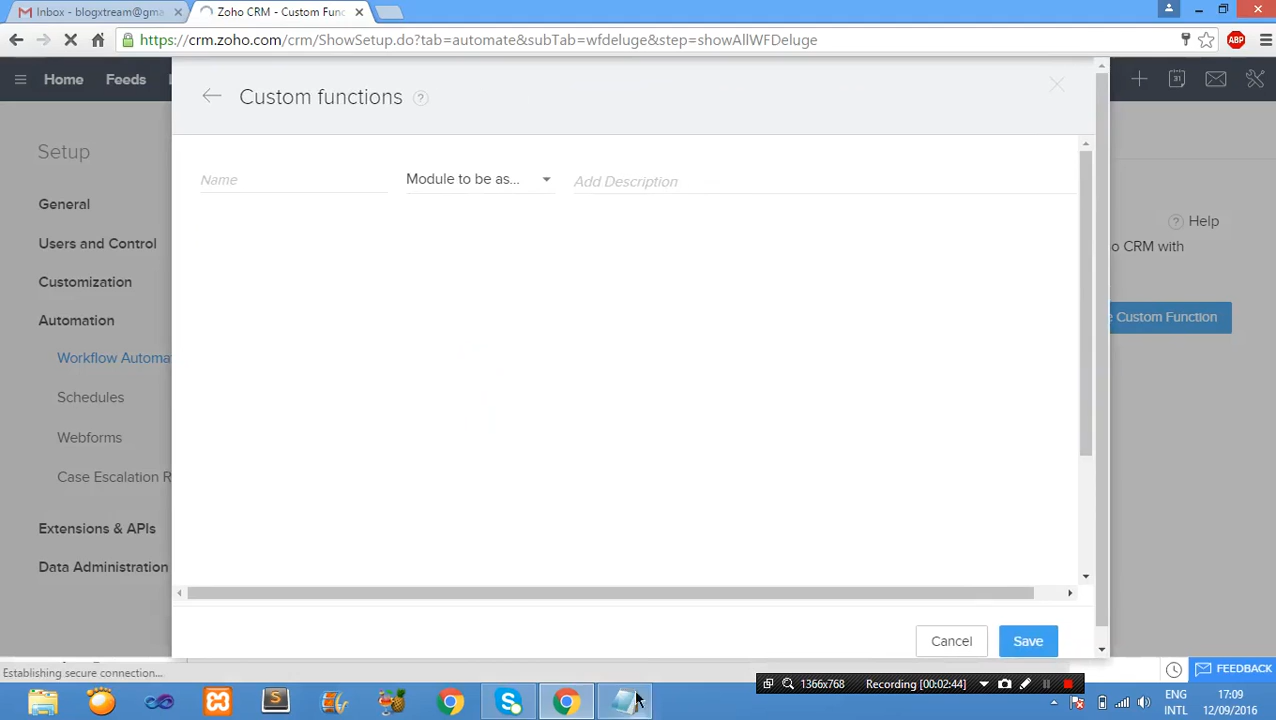 Inbox - blogxtream@gma
Zoho CRM - Custom Func
https://crm.zoho.com/crm/ShowSetup.do?tab=automate&subTab=wfdeluge&step=showAllWFDeluge
ABP
Home
Feeds
31
Custom functions
?
Setup
Name
Module to be as...
Add Description
General
Users and Control
Customization
Automation
Workflow Automa
Schedules
Webforms
Case Escalation R
Extensions & APIs
Data Administration
? Help
o CRM with
e Custom Function
Cancel
Save
Establishing secure connection...
FEEDBACK
1366x768
Recording [00:02:44]
ENG
INTL
17:09
12/09/2016